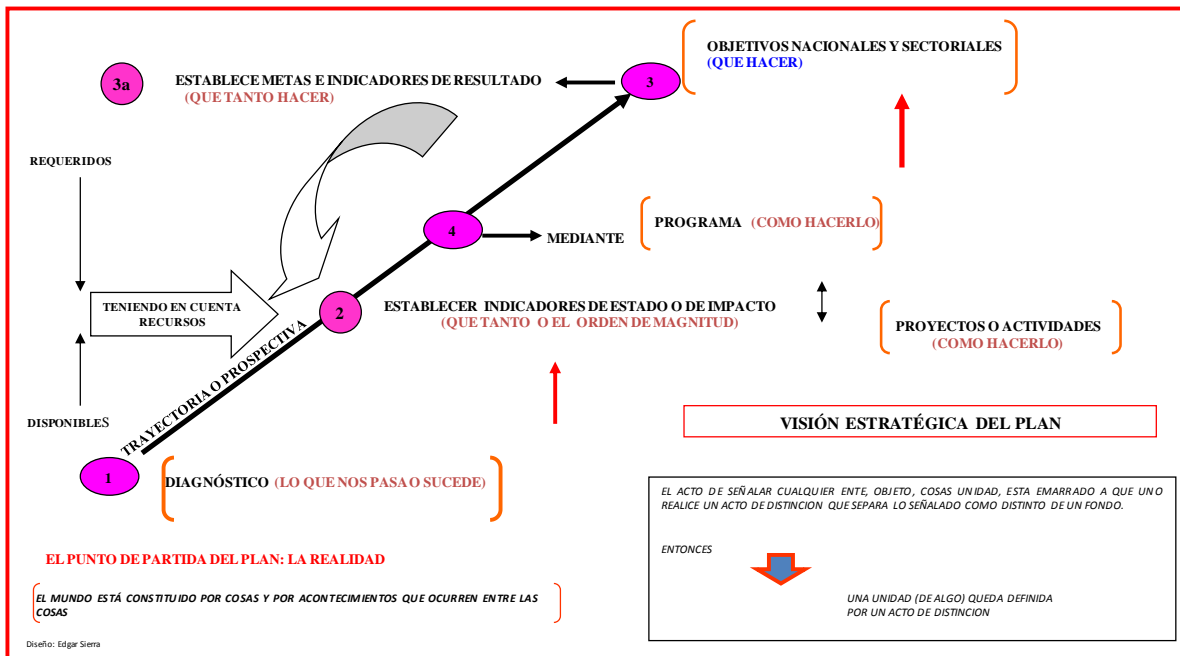 OBJETIVOS NACIONALES Y SECTORIALES
(QUE HACER)
3
3a
ESTABLECE METAS E INDICADORES DE RESULTADO
(QUE TANTO HACER)
REQUERIDOS
4
MEDIANTE
PROGRAMA (COMO HACERLO)
TENIENDO EN CUENTA
RECURSOS
2
ESTABLECER INDICADORES DE ESTADO O DE IMPACTO
(QUE TANTO O EL ORDEN DE MAGNITUD)
PROYECTOS O ACTIVIDADES
(COMO HACERLO)
TRAYECTORIA O PROSPECTIVA
DISPONIBLES
VISIÓN ESTRATÉGICA DEL PLAN
1
DIAGNÓSTICO (LO QUE NOS PASA O SUCEDE)
EL ACTO DE SEÑALAR CUALQUIER ENTE, OBJETO, COSAS UNIDAD, ESTA EMARRADO A QUE UNO
REALICE UN ACTO DE DISTINCION QUE SEPARA LO SEÑALADO COMO DISTINTO DE UN FONDO.
ENTONCES
UNA UNIDAD (DE ALGO) QUEDA DEFINIDA
POR UN ACTO DE DISTINCION
EL PUNTO DE PARTIDA DEL PLAN: LA REALIDAD
EL MUNDO ESTÁ CONSTITUIDO POR COSAS Y POR ACONTECIMIENTOS QUE OCURREN ENTRE LAS
COSAS
Diseño: Edgar Sierra